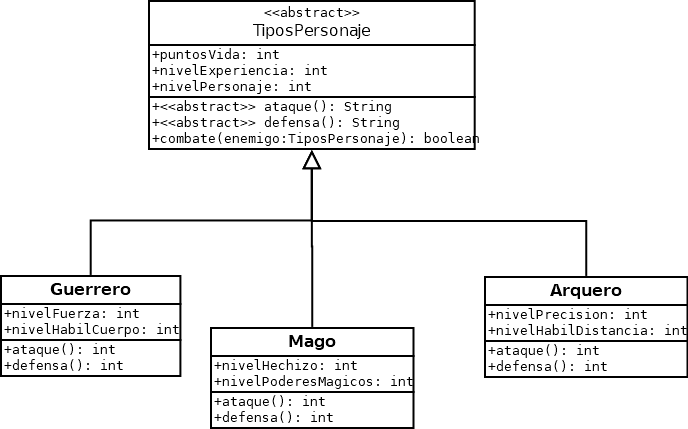 <<abstract>>
TiposPersonaje
+puntosVida: int
+nivelExperiencia: int
+nivelPersonaje: int
+<<abstract>> ataque(): String
+<<abstract>> defensa(): String
+combate(enemigo:TiposPersonaje): boolean
Guerrero
+nivelFuerza: int
+nivelHabilCuerpo: int
+ataque(): int
+defensa(): int
Mago
+nivelHechizo: int
+nivelPoderesMagicos: int
+ataque(): int
+defensa(): int
Arquero
+nivelPrecision: int
+nivelHabilDistancia: int
+ataque(): int
+defensa(): int